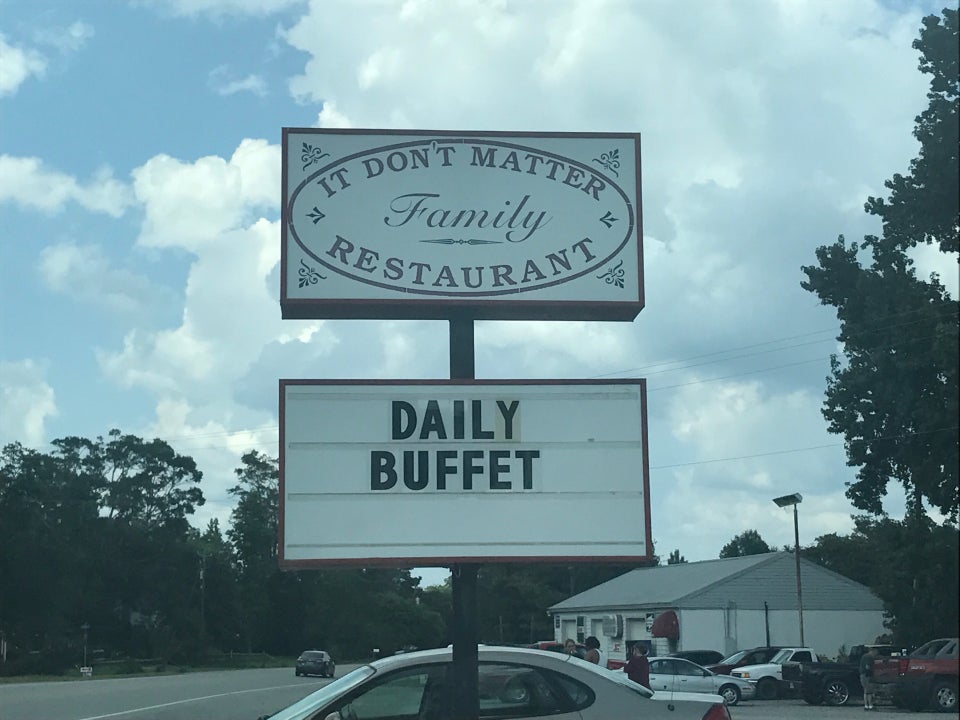 IT DON'T MATTER
Family
RESTAURANT
DAILY
BUFFET